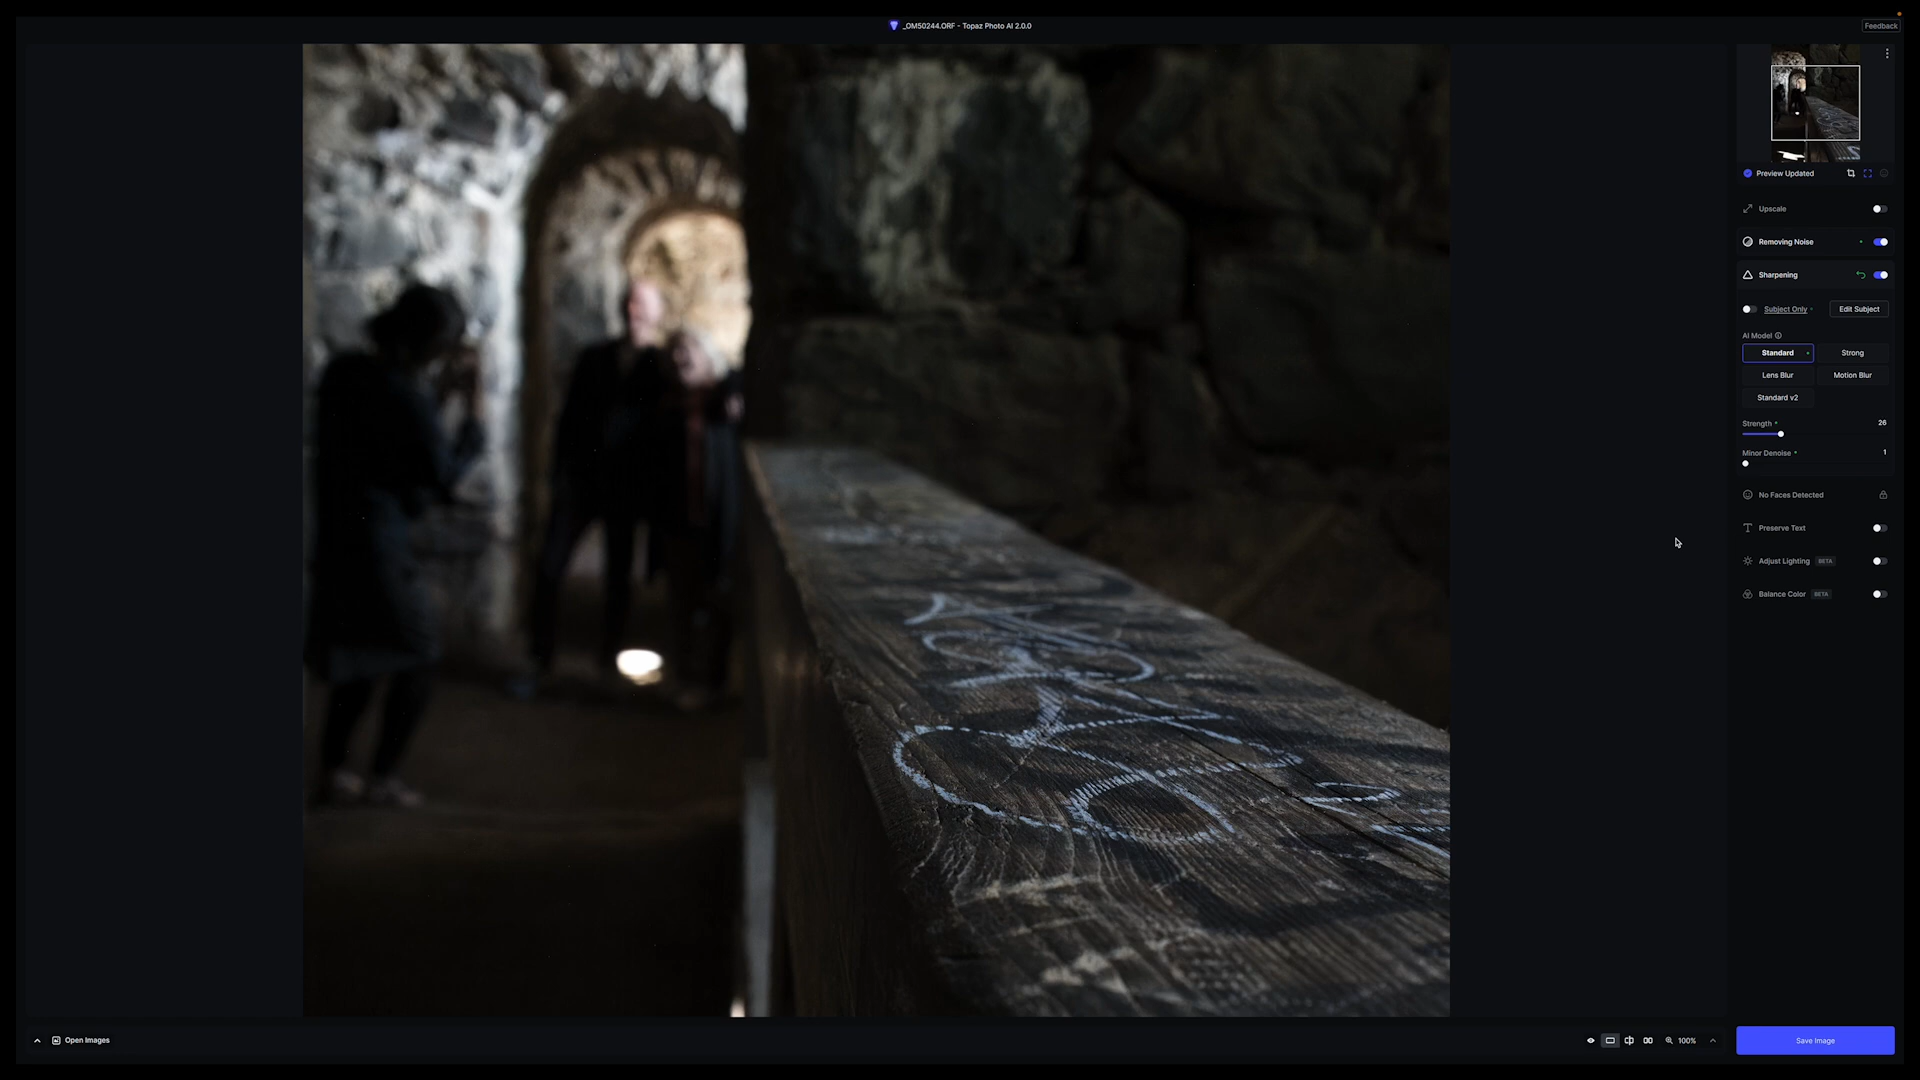 _OM50244.ORF - Topaz Photo AI 2.0.0
Feedback
Preview Updated
Upscale
Removing Noise
Sharpening
Subject Only
Edit Subject
AI Model
Standard
Strong
Lens Blur
Motion Blur
Standard v2
Strength
26
Minor Denoise
1
No Faces Detected
Preserve Text
Adjust Lighting BETA
Balance Color BETA
Open Images
100%
Save Image